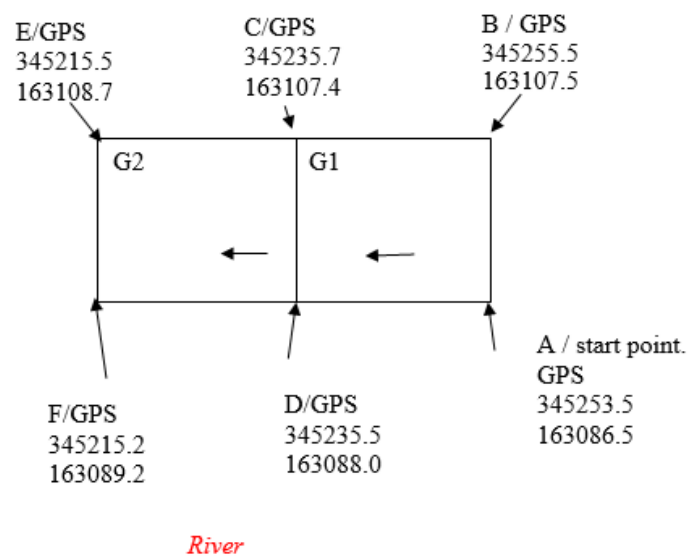 E/GPS
345215.5
163108.7
C/GPS
345235.7
163107.4
B / GPS
345255.5
163107.5
G2
G1
A / start point.
GPS
345253.5
163086.5
D/GPS
345235.5
163088.0
F/GPS
345215.2
163089.2
River